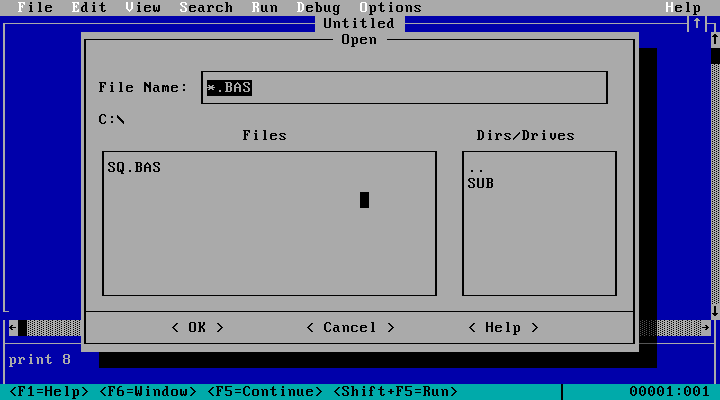 File Edit View Search Run Debug Options Help
Untitled ↑
Open ↑
File Name: *.BAS
C:\
Files Dirs/Drives
SQ.BAS ..
SUB
< OK > < Cancel > < Help >
← →
↓
print 8
<F1=Help> <F6=Window> <F5=Continue> <Shift+F5=Run> 00001:001